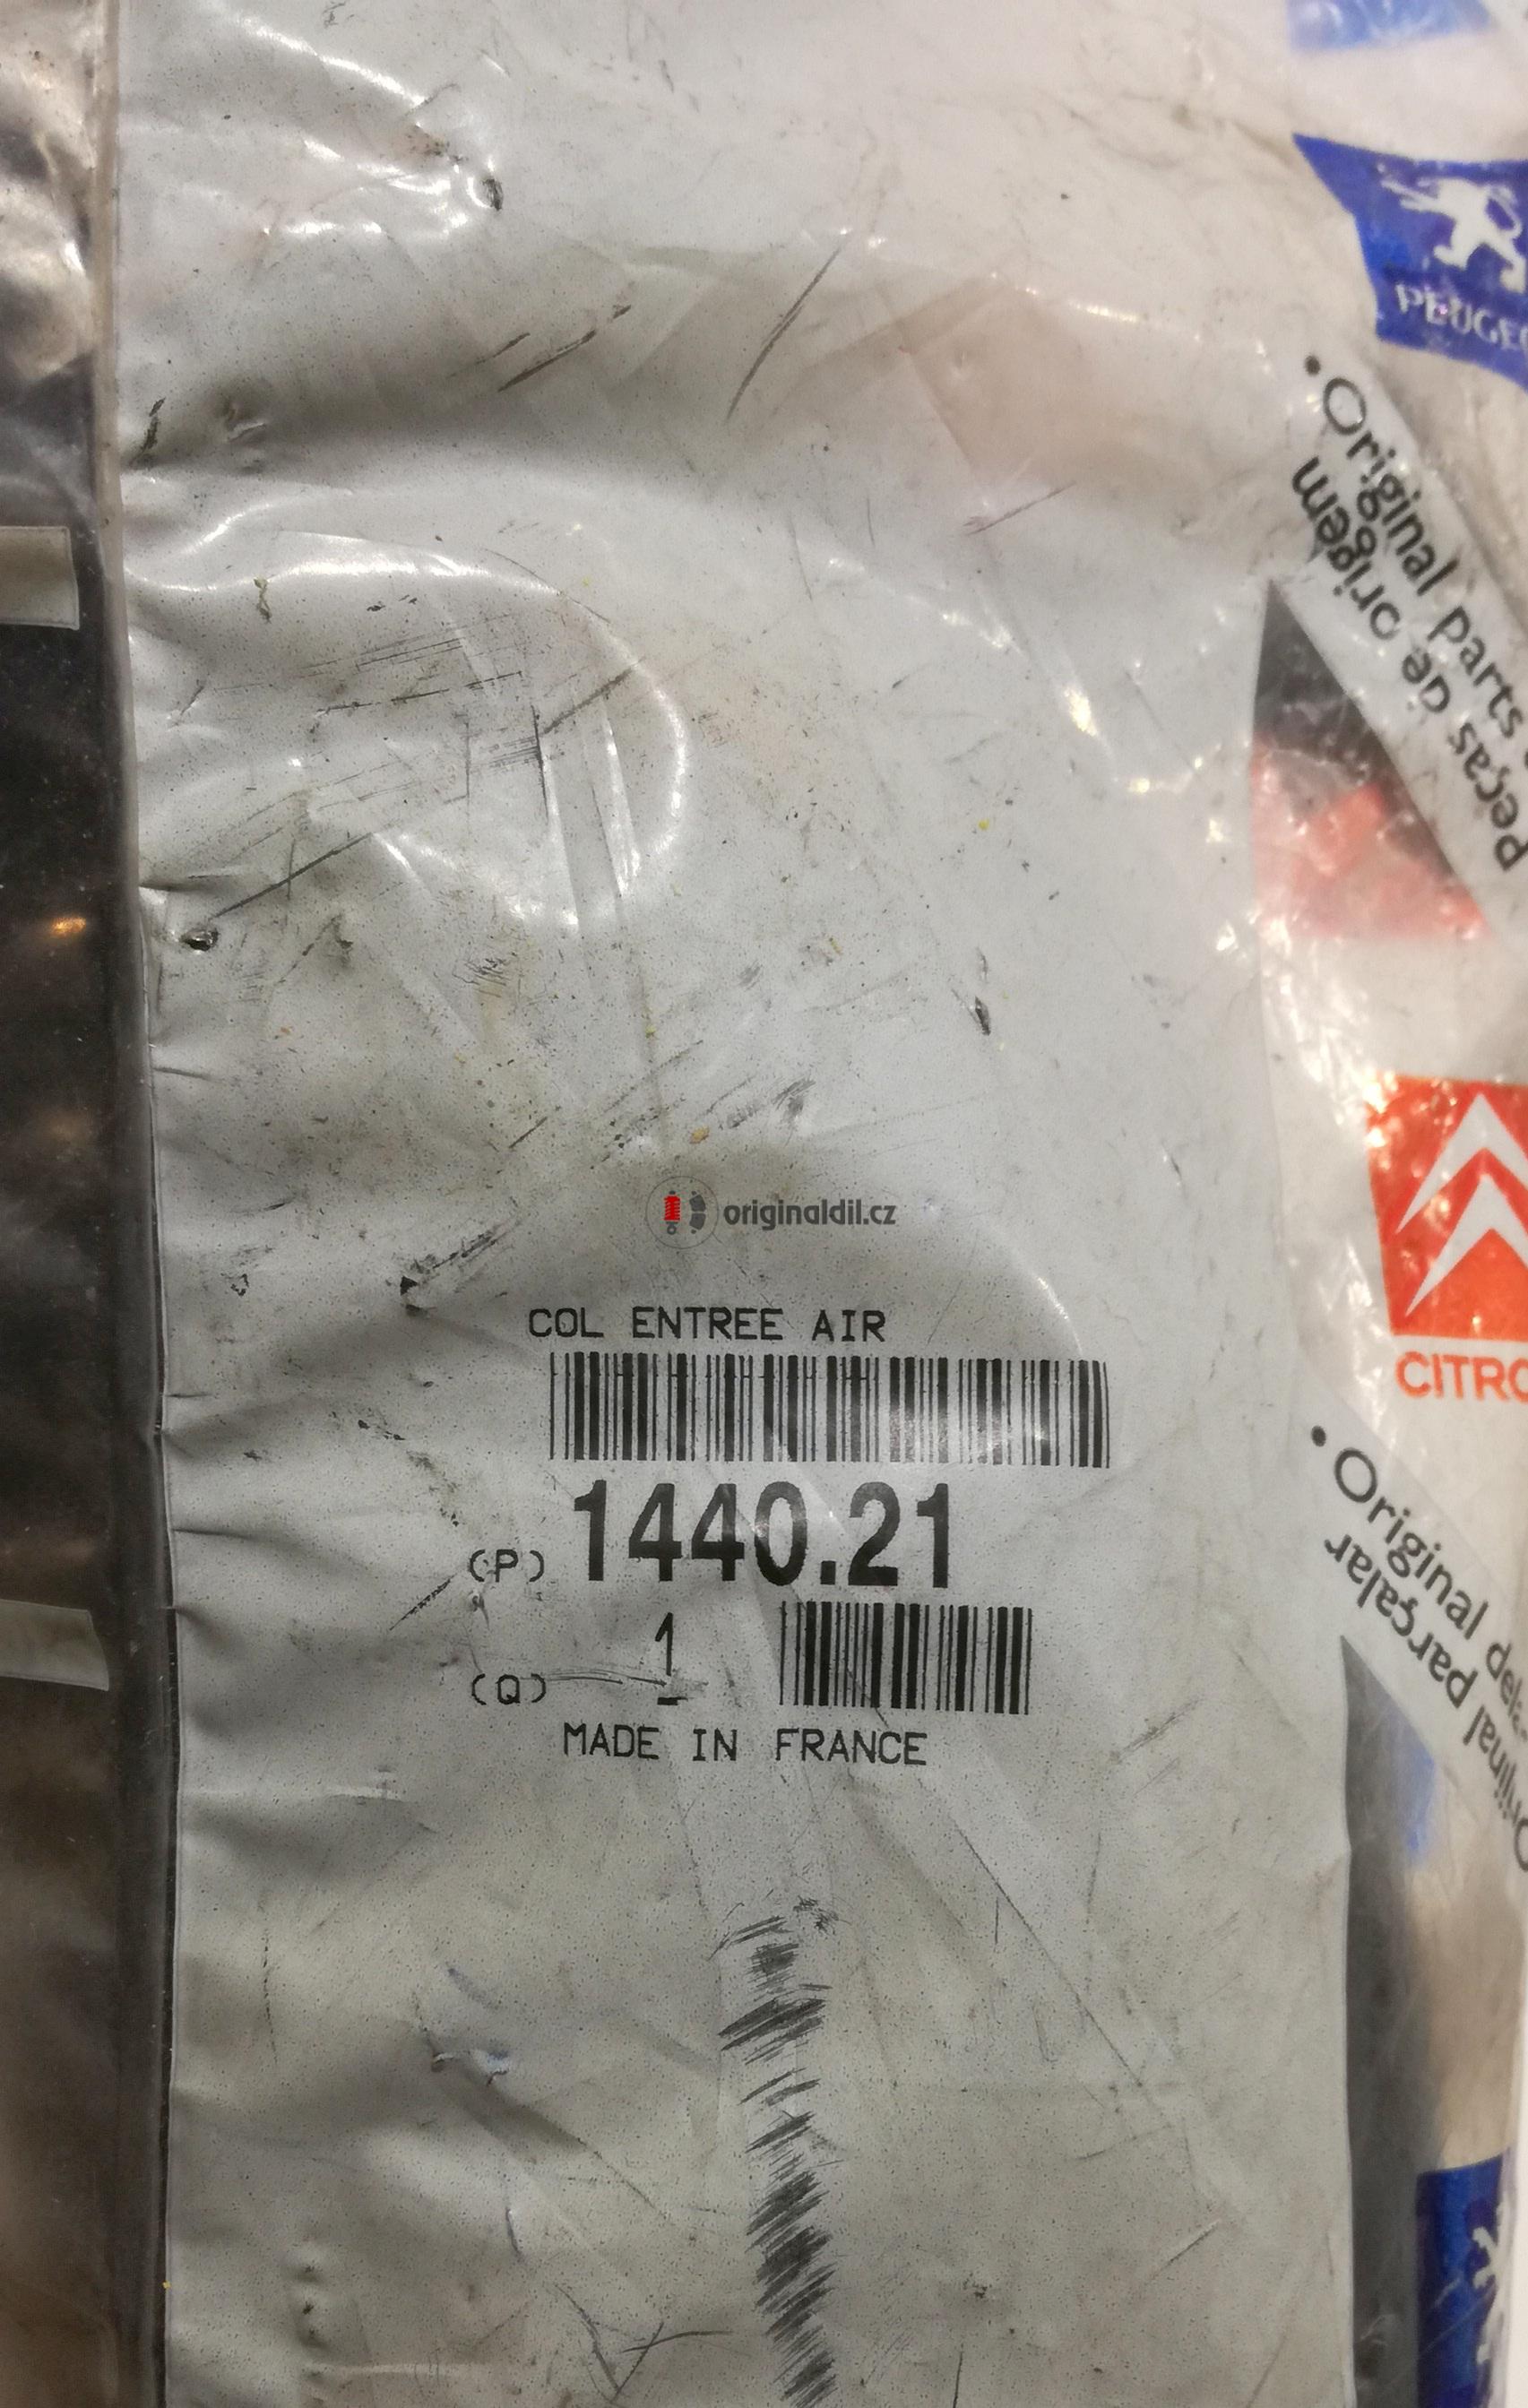 PEUGEO
• Original parts
peças de origem
originaldil.cz
CITRO
COL ENTREE AIR
(P) 1440.21
(Q) 1
MADE IN FRANCE
• Original
parçalar